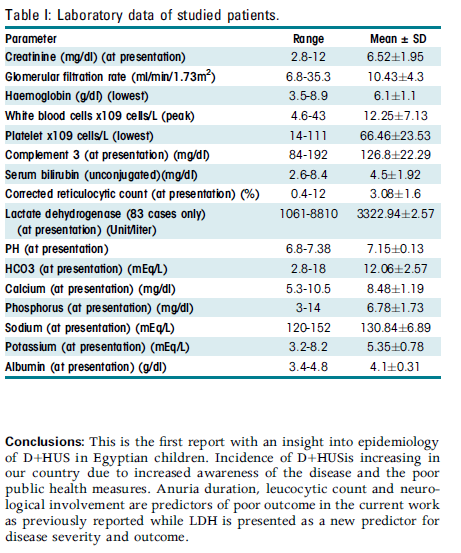 Table I: Laboratory data of studied patients.
Parameter Range Mean ± SD
Creatinine (mg/dl) (at presentation) 2.8-12 6.52±1.95
Glomerular filtration rate (ml/min/1.73m²) 6.8-35.3 10.43±4.3
Haemoglobin (g/dl) (lowest) 3.5-8.9 6.1±1.1
White blood cells x109 cells/L (peak) 4.6-43 12.25±7.13
Platelet x109 cells/L (lowest) 14-111 66.46±23.53
Complement 3 (at presentation) (mg/dl) 84-192 126.8±22.29
Serum bilirubin (unconjugated)(mg/dl) 2.6-8.4 4.5±1.92
Corrected reticulocytic count (at presentation) (%) 0.4-12 3.08±1.6
Lactate dehydrogenase (83 cases only) 1061-8810 3322.94±2.57
(at presentation) (Unit/liter)
PH (at presentation) 6.8-7.38 7.15±0.13
HCO3 (at presentation) (mEq/L) 2.8-18 12.06±2.57
Calcium (at presentation) (mg/dl) 5.3-10.5 8.48±1.19
Phosphorus (at presentation) (mg/dl) 3-14 6.78±1.73
Sodium (at presentation) (mEq/L) 120-152 130.84±6.89
Potassium (at presentation) (mEq/L) 3.2-8.2 5.35±0.78
Albumin (at presentation) (g/dl) 3.4-4.8 4.1±0.31
Conclusions: This is the first report with an insight into epidemiology
of D+HUS in Egyptian children. Incidence of D+HUSis increasing in
our country due to increased awareness of the disease and the poor
public health measures. Anuria duration, leucocytic count and neuro-
logical involvement are predictors of poor outcome in the current work
as previously reported while LDH is presented as a new predictor for
disease severity and outcome.